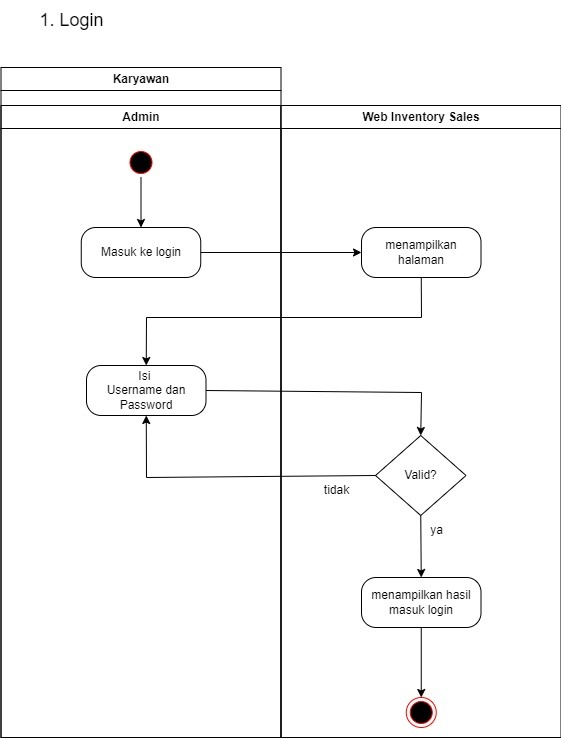 1. Login
Karyawan
Admin
Web Inventory Sales
Masuk ke login
menampilkan
halaman
Isi
Username dan
Password
Valid?
tidak
ya
menampilkan hasil
masuk login